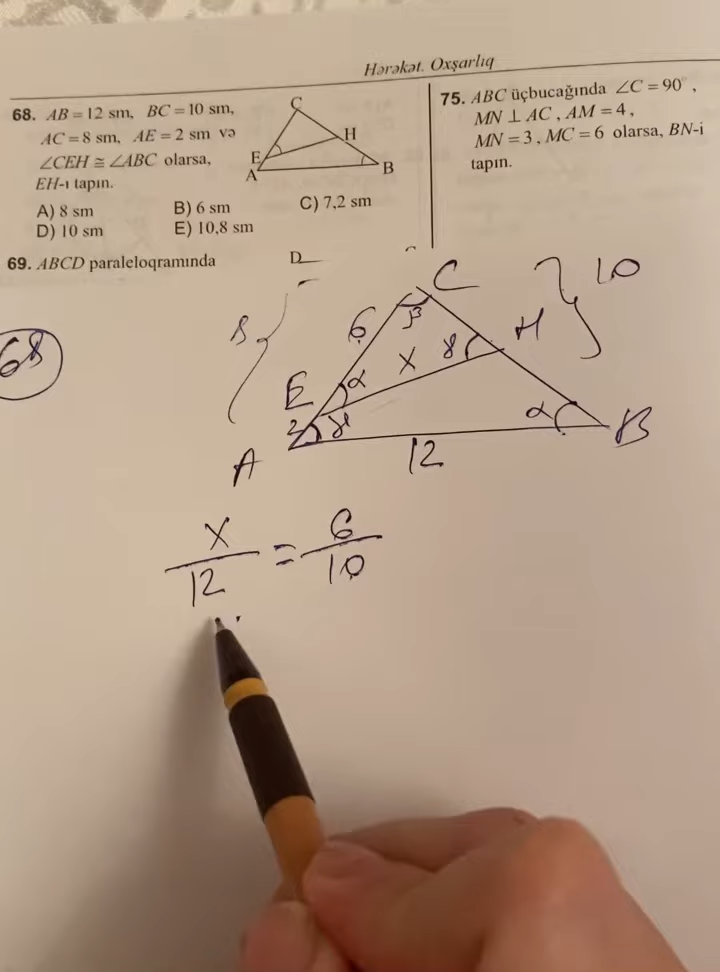 Hərəkət. Oxşarlıq
68. AB = 12 sm, BC = 10 sm,
AC = 8 sm, AE = 2 sm və
∠CEH ≅ ∠ABC olarsa,
EH-ı tapın.
A) 8 sm B) 6 sm C) 7,2 sm
D) 10 sm E) 10,8 sm
C
H
E
A B
69. ABCD paraleloqramında
D
75. ABC üçbucağında ∠C = 90°,
MN ⊥ AC, AM = 4,
MN = 3, MC = 6 olarsa, BN-i
tapın.
68
C
10
8 6 β
H
E α x γ
2 γ α
A 12 B
x/12 = 6/10